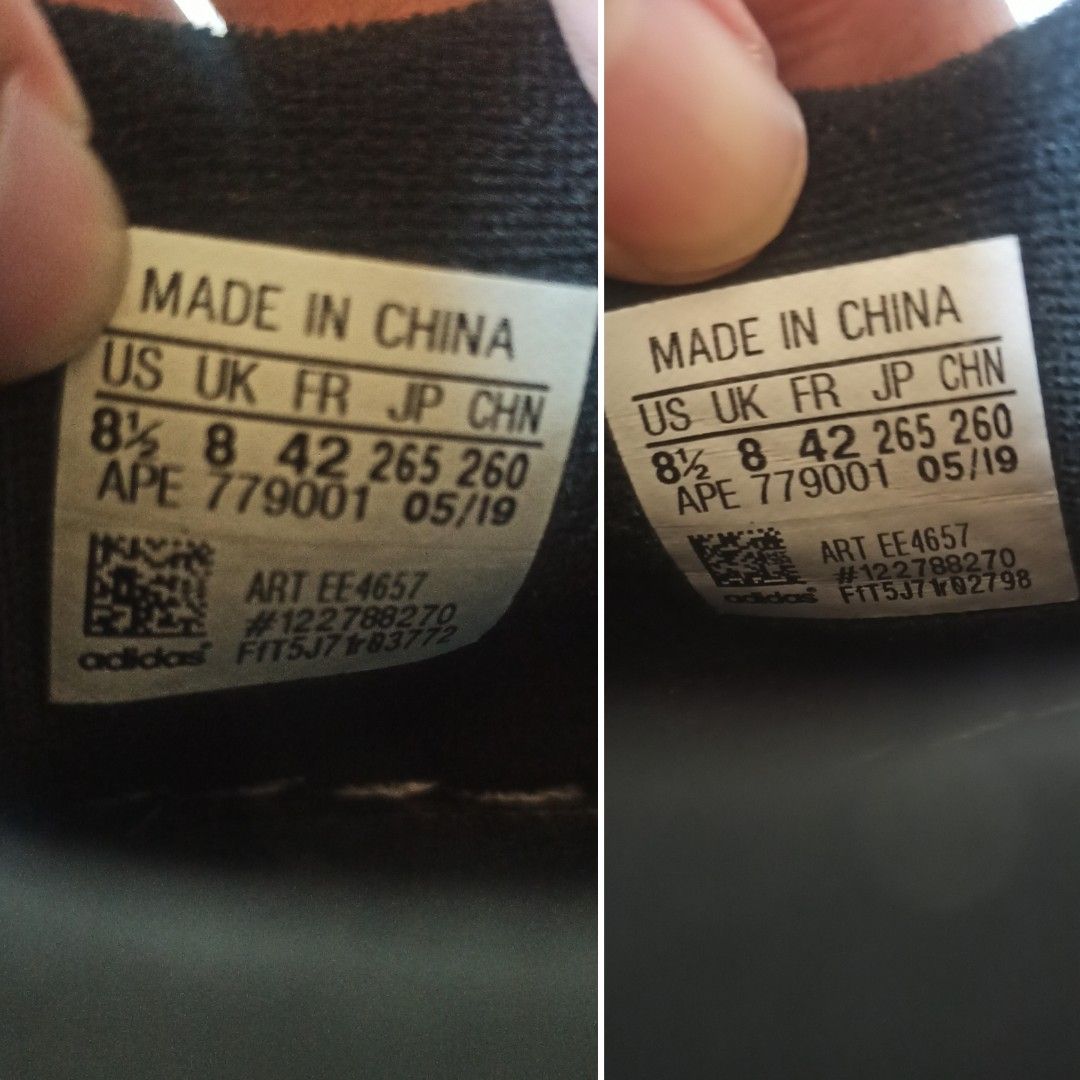 MADE IN CHINA
US UK FR JP CHN
8½ 8 42 265 260
APE 779001 05/19
ART EE4657
#122788270
F1T5J71r03772
adidas
MADE IN CHINA
US UK FR JP CHN
8½ 8 42 265 260
APE 779001 05/19
ART EE4657
#122788270
F1T5J71r02798
adidas